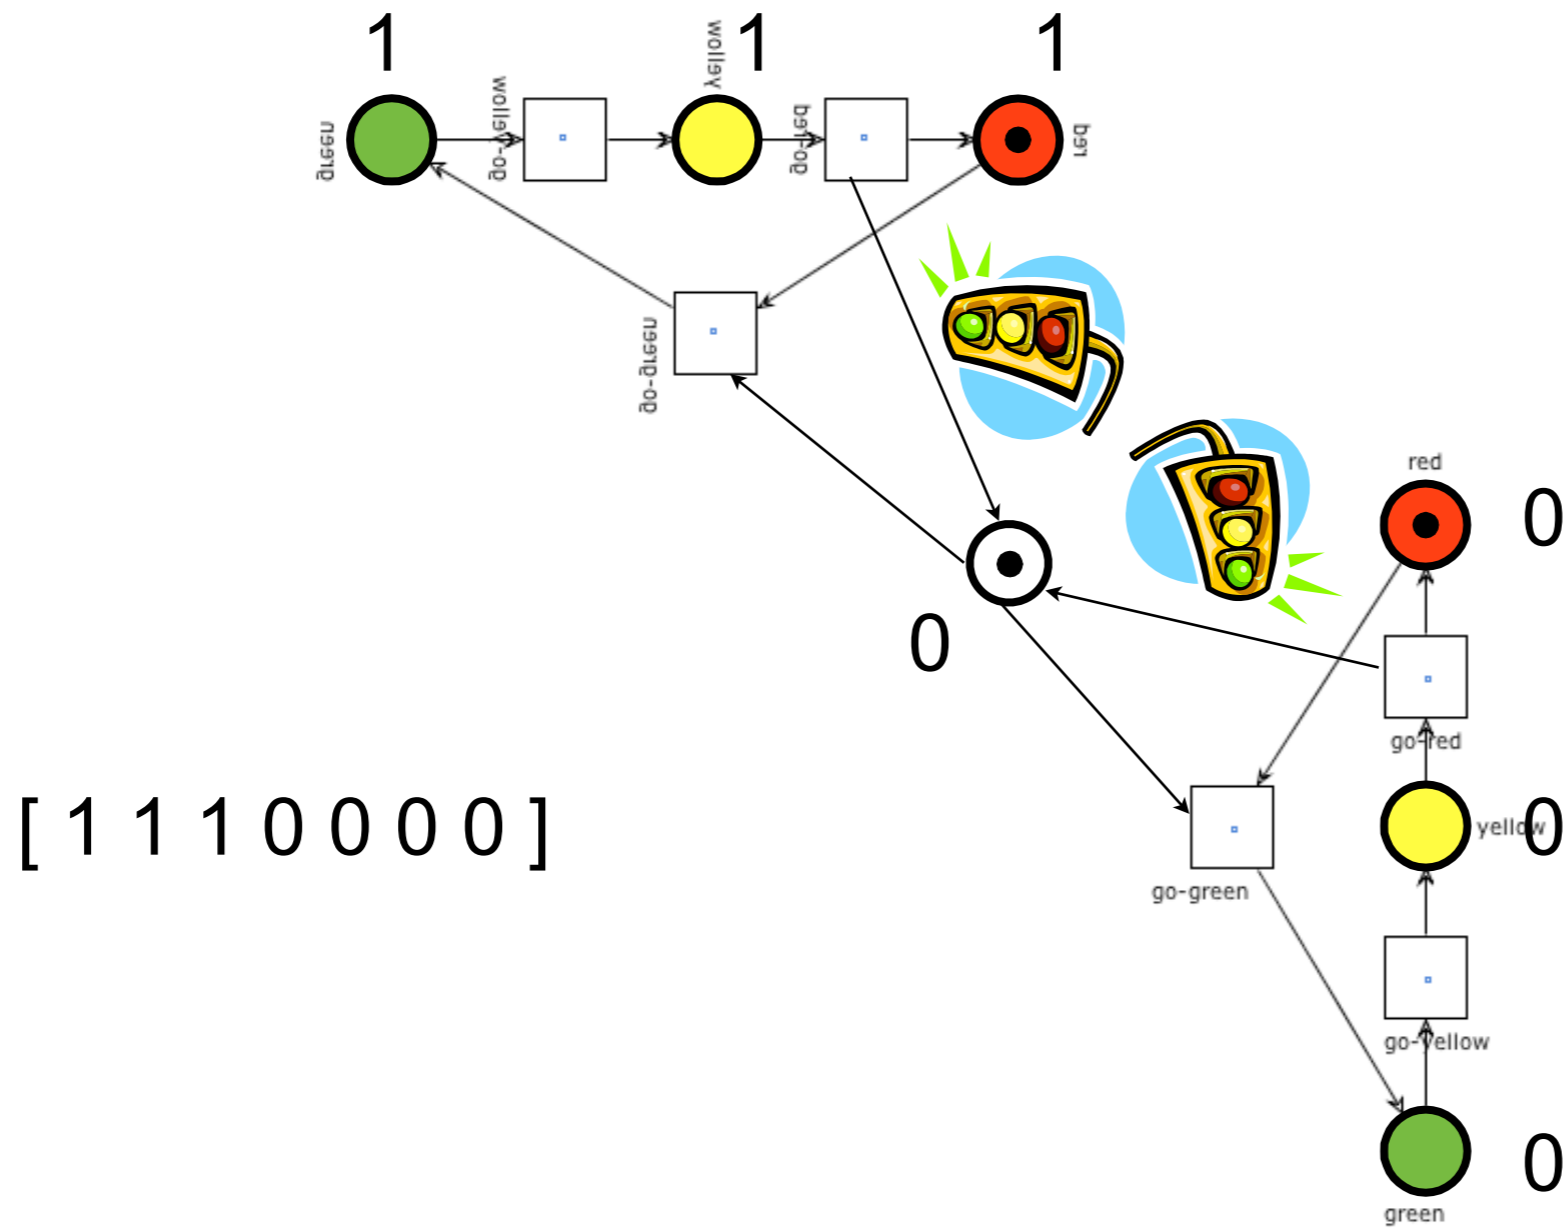 1 1 1
green
go-yellow
yellow
go-red
red
go-green
red
0
0
go-red
[ 1 1 1 0 0 0 0 ]
yellow
0
go-green
go-yellow
0
green